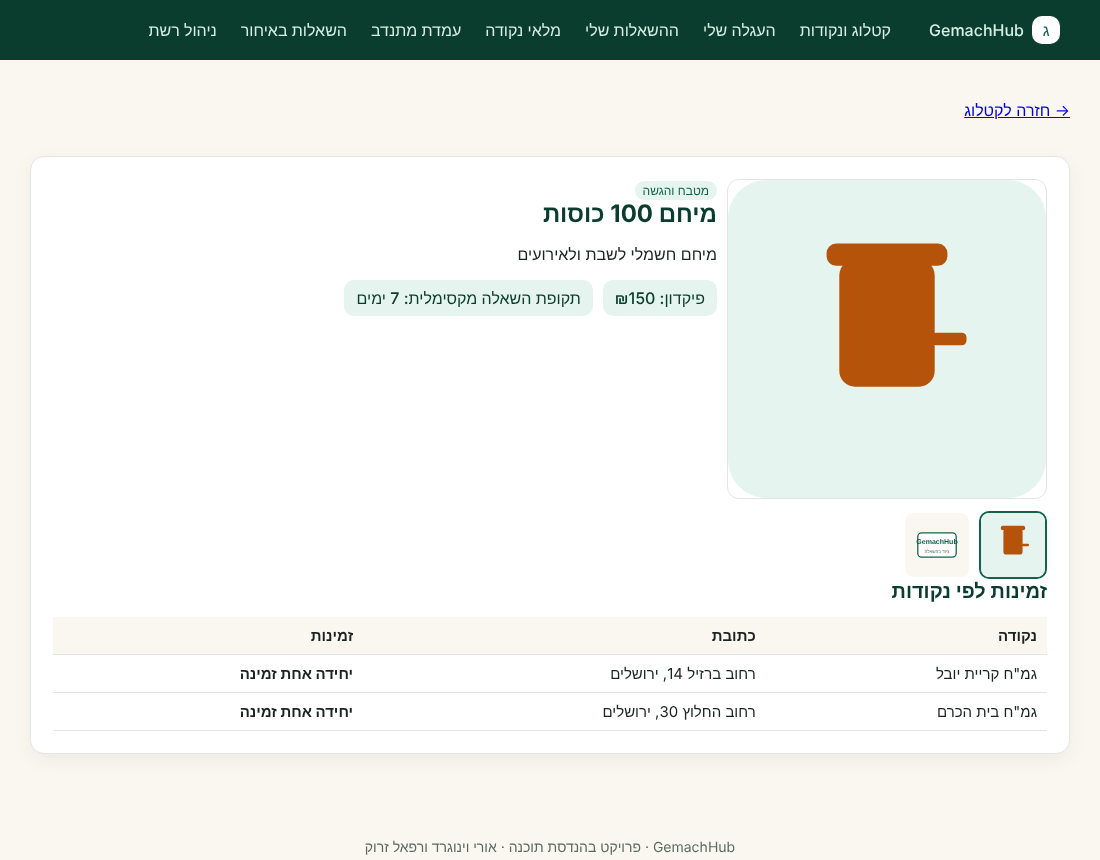 ג GemachHub קטלוג ונקודות העגלה שלי ההשאלות שלי מלאי נקודה עמדת מתנדב השאלות באיחור ניהול רשת
→ חזרה לקטלוג
מטבח והגשה
מיחם 100 כוסות
מיחם חשמלי לשבת ולאירועים
פיקדון: ₪150 תקופת השאלה מקסימלית: 7 ימים
GemachHub
זמינות לפי נקודות
נקודה כתובת זמינות
גמ"ח קריית יובל רחוב ברזיל 14, ירושלים יחידה אחת זמינה
גמ"ח בית הכרם רחוב החלוץ 30, ירושלים יחידה אחת זמינה
GemachHub · פרויקט בהנדסת תוכנה · אורי וינוגרד ורפאל זרוק